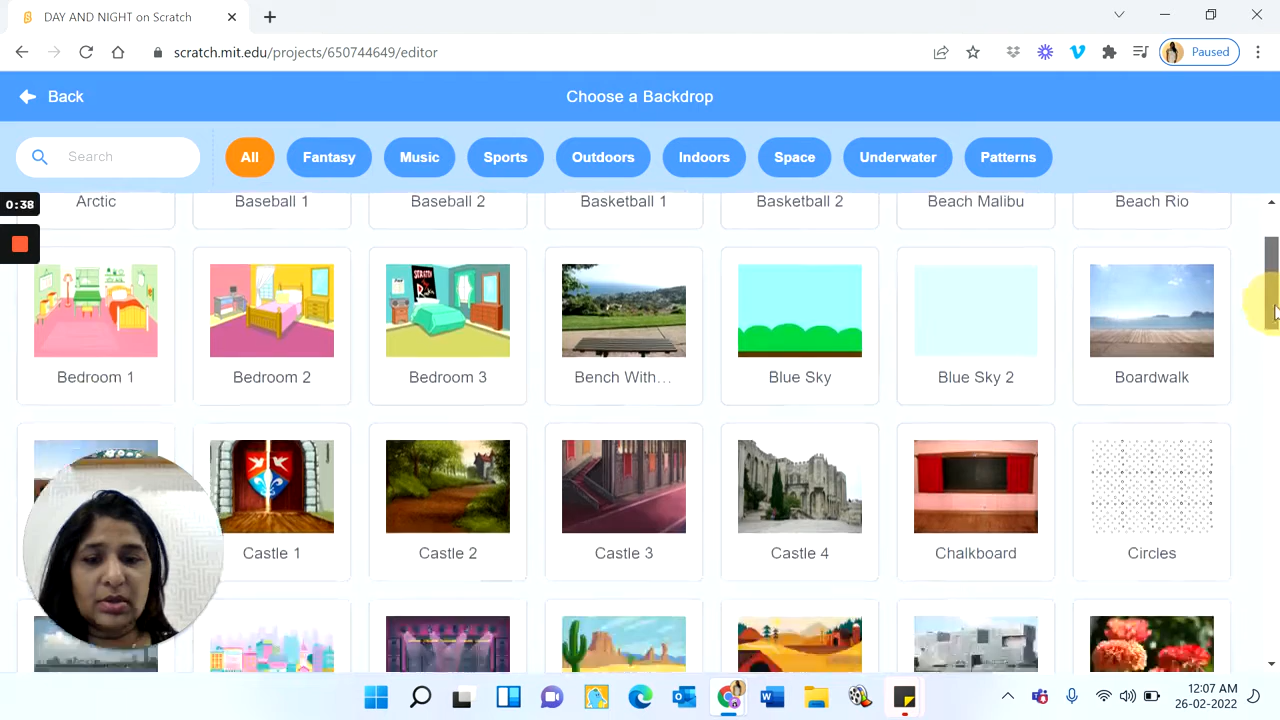 DAY AND NIGHT on Scratch
scratch.mit.edu/projects/650744649/editor
Paused
Back
Choose a Backdrop
Search
All
Fantasy
Music
Sports
Outdoors
Indoors
Space
Underwater
Patterns
0:38
Arctic
Baseball 1
Baseball 2
Basketball 1
Basketball 2
Beach Malibu
Beach Rio
SCRATCH
Bedroom 1
Bedroom 2
Bedroom 3
Bench With...
Blue Sky
Blue Sky 2
Boardwalk
Castle 1
Castle 2
Castle 3
Castle 4
Chalkboard
Circles
12:07 AM
26-02-2022